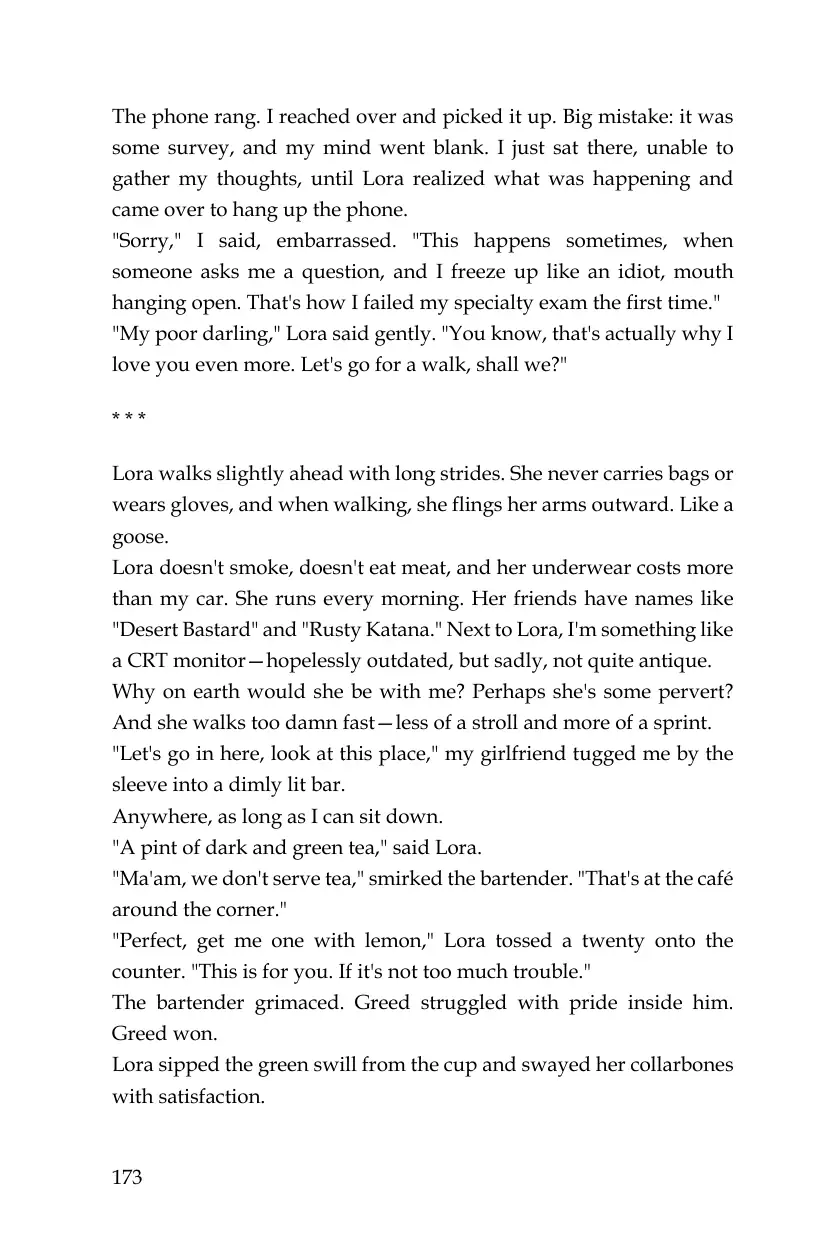 The phone rang. I reached over and picked it up. Big mistake: it was
some survey, and my mind went blank. I just sat there, unable to
gather my thoughts, until Lora realized what was happening and
came over to hang up the phone.
"Sorry," I said, embarrassed. "This happens sometimes, when
someone asks me a question, and I freeze up like an idiot, mouth
hanging open. That's how I failed my specialty exam the first time."
"My poor darling," Lora said gently. "You know, that's actually why I
love you even more. Let's go for a walk, shall we?"
* * *
Lora walks slightly ahead with long strides. She never carries bags or
wears gloves, and when walking, she flings her arms outward. Like a
goose.
Lora doesn't smoke, doesn't eat meat, and her underwear costs more
than my car. She runs every morning. Her friends have names like
"Desert Bastard" and "Rusty Katana." Next to Lora, I'm something like
a CRT monitor—hopelessly outdated, but sadly, not quite antique.
Why on earth would she be with me? Perhaps she's some pervert?
And she walks too damn fast—less of a stroll and more of a sprint.
"Let's go in here, look at this place," my girlfriend tugged me by the
sleeve into a dimly lit bar.
Anywhere, as long as I can sit down.
"A pint of dark and green tea," said Lora.
"Ma'am, we don't serve tea," smirked the bartender. "That's at the café
around the corner."
"Perfect, get me one with lemon," Lora tossed a twenty onto the
counter. "This is for you. If it's not too much trouble."
The bartender grimaced. Greed struggled with pride inside him.
Greed won.
Lora sipped the green swill from the cup and swayed her collarbones
with satisfaction.
173